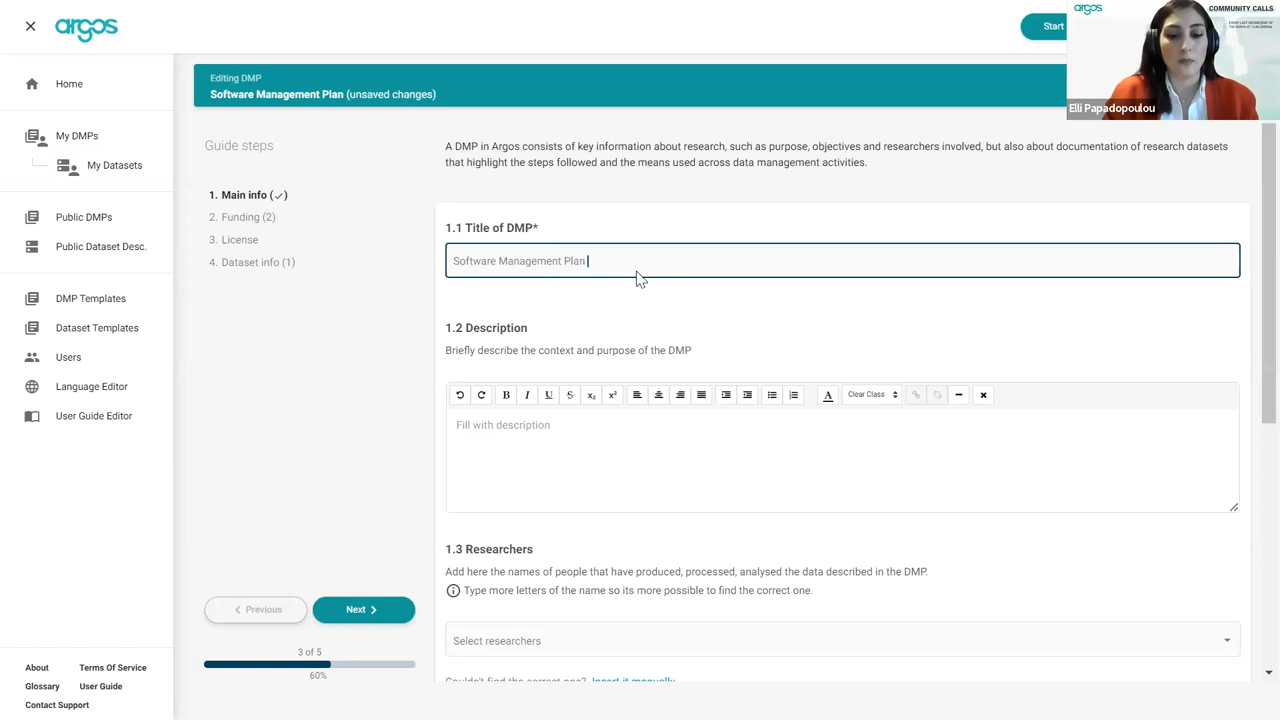 argos
Start
argos
COMMUNITY CALLS
Elli Papadopoulou
Home
My DMPs
My Datasets
Public DMPs
Public Dataset Desc.
DMP Templates
Dataset Templates
Users
Language Editor
User Guide Editor
About
Terms Of Service
Glossary
User Guide
Contact Support
Editing DMP
Software Management Plan (unsaved changes)
Guide steps
1. Main info (✓)
2. Funding (2)
3. License
4. Dataset info (1)
Previous
Next
3 of 5
60%
A DMP in Argos consists of key information about research, such as purpose, objectives and researchers involved, but also about documentation of research datasets
that highlight the steps followed and the means used across data management activities.
1.1 Title of DMP*
Software Management Plan
1.2 Description
Briefly describe the context and purpose of the DMP
Clear Class
Fill with description
1.3 Researchers
Add here the names of people that have produced, processed, analysed the data described in the DMP.
Type more letters of the name so its more possible to find the correct one.
Select researchers
Couldn't find the correct one? Insert it manually